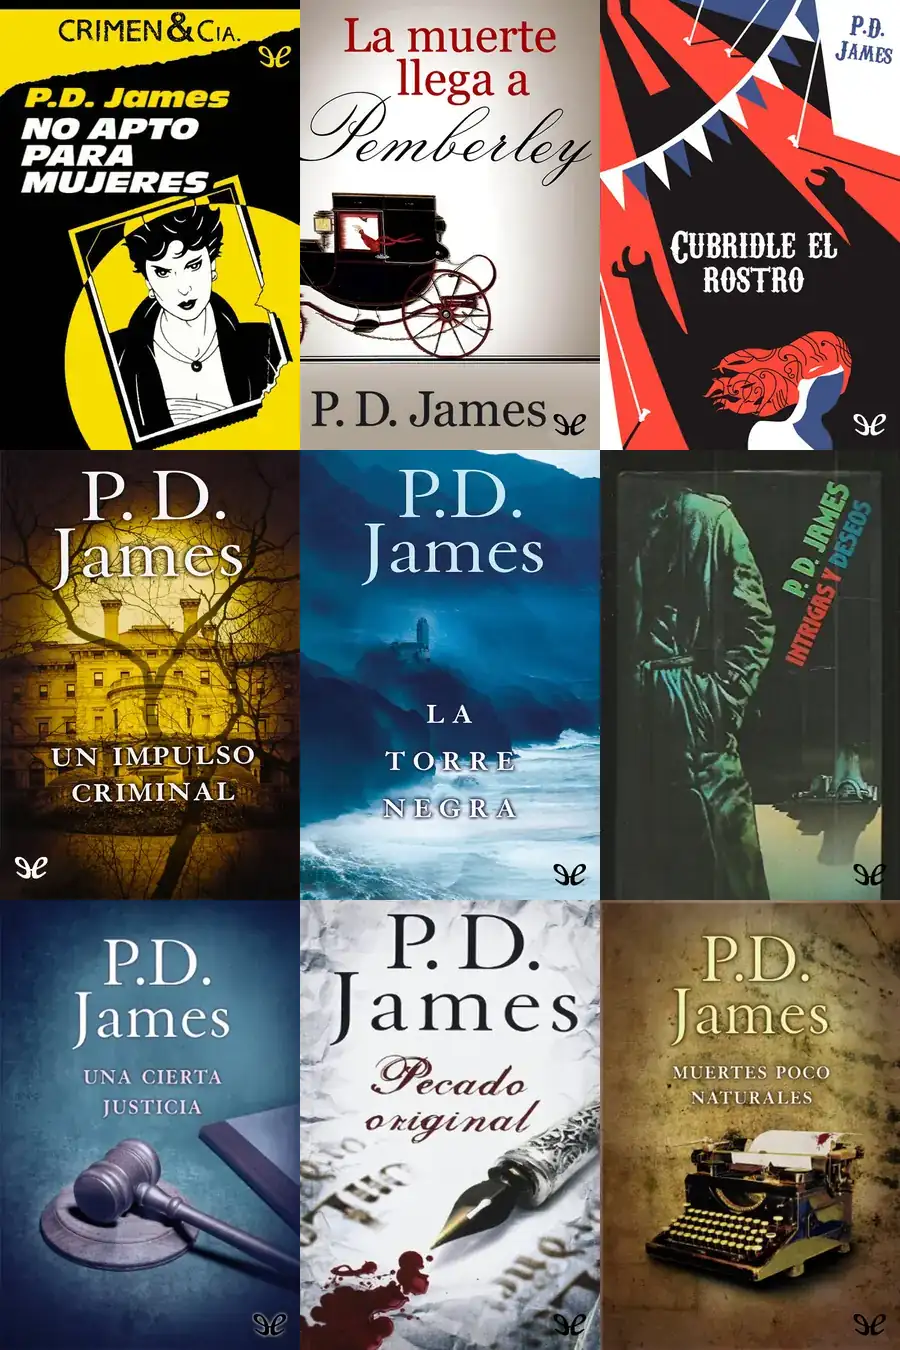 CRIMEN & CIA.
P.D. James
NO APTO
PARA
MUJERES
La muerte
llega a
Pemberley
P. D. James
P.D.
JAMES
CUBRIDLE EL
ROSTRO
P. D.
James
UN IMPULSO
CRIMINAL
P.D.
James
LA
TORRE
NEGRA
P. D. JAMES
INTRIGAS Y DESEOS
P.D.
James
UNA CIERTA
JUSTICIA
P. D.
James
Pecado
original
P.D.
James
MUERTES POCO
NATURALES